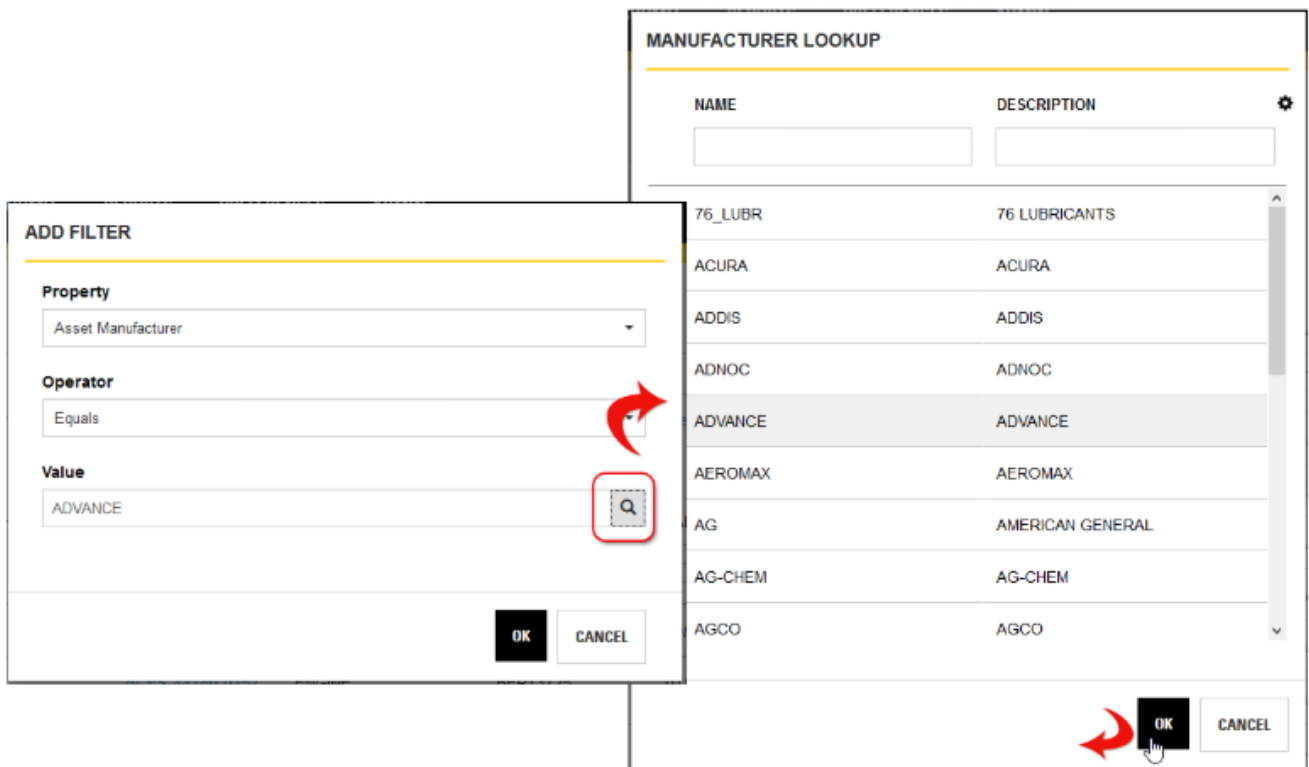 MANUFACTURER LOOKUP
NAME DESCRIPTION
76_LUBR 76 LUBRICANTS
ACURA ACURA
ADDIS ADDIS
ADNOC ADNOC
ADVANCE ADVANCE
AEROMAX AEROMAX
AG AMERICAN GENERAL
AG-CHEM AG-CHEM
AGCO AGCO
OK CANCEL
ADD FILTER
Property
Asset Manufacturer
Operator
Equals
Value
ADVANCE
OK CANCEL